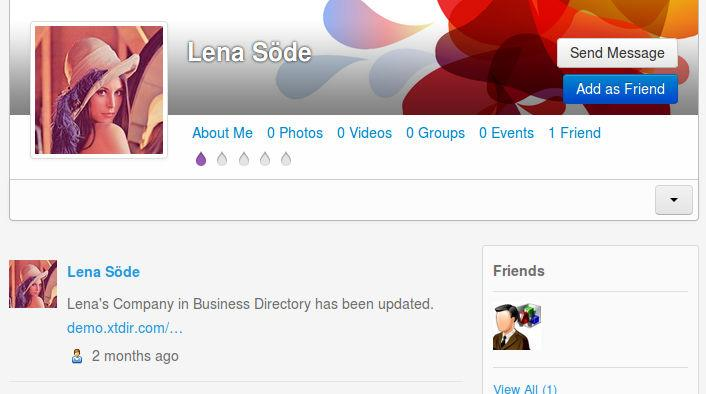 Lena Söde
Send Message
Add as Friend
About Me 0 Photos 0 Videos 0 Groups 0 Events 1 Friend
Lena Söde
Lena's Company in Business Directory has been updated.
demo.xtdir.com/…
2 months ago
Friends
View All (1)